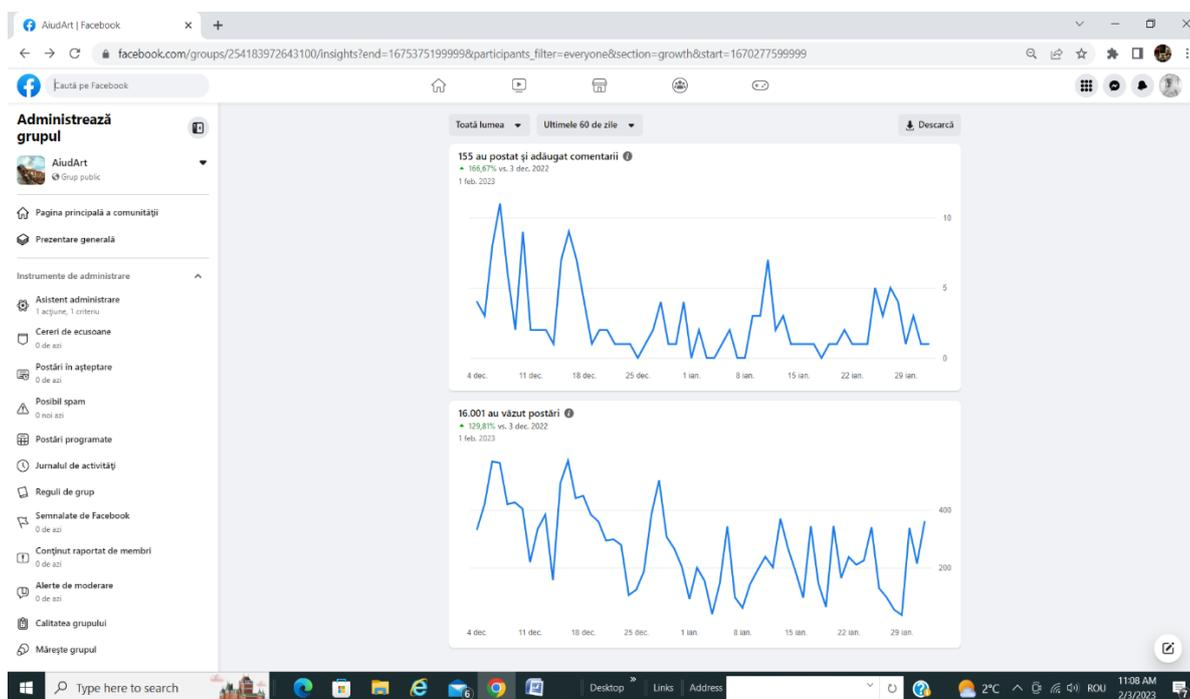 AiudArt | Facebook
facebook.com/groups/254183972643100/insights?end=1675375199999&participants_filter=everyone&section=growth&start=1670277599999
Caută pe Facebook
Administrează
grupul
AiudArt
Grup public
Pagina principală a comunității
Prezentare generală
Instrumente de administrare
Asistent administrare
1 acțiune, 1 criteriu
Cereri de ecusoane
0 de azi
Postări în așteptare
0 de azi
Posibil spam
0 noi azi
Postări programate
Jurnalul de activități
Reguli de grup
Semnalate de Facebook
0 de azi
Conținut raportat de membri
0 de azi
Alerte de moderare
0 de azi
Calitatea grupului
Mărește grupul
Toată lumea
Ultimele 60 de zile
Descarcă
155 au postat și adăugat comentarii
166,67% vs. 3 dec. 2022
1 feb. 2023
10
5
0
4 dec. 11 dec. 18 dec. 25 dec. 1 ian. 8 ian. 15 ian. 22 ian. 29 ian.
16.001 au văzut postări
129,81% vs. 3 dec. 2022
1 feb. 2023
400
200
4 dec. 11 dec. 18 dec. 25 dec. 1 ian. 8 ian. 15 ian. 22 ian. 29 ian.
Type here to search
6
Desktop
Links
Address
2°C
ROU
11:08 AM
2/3/2023